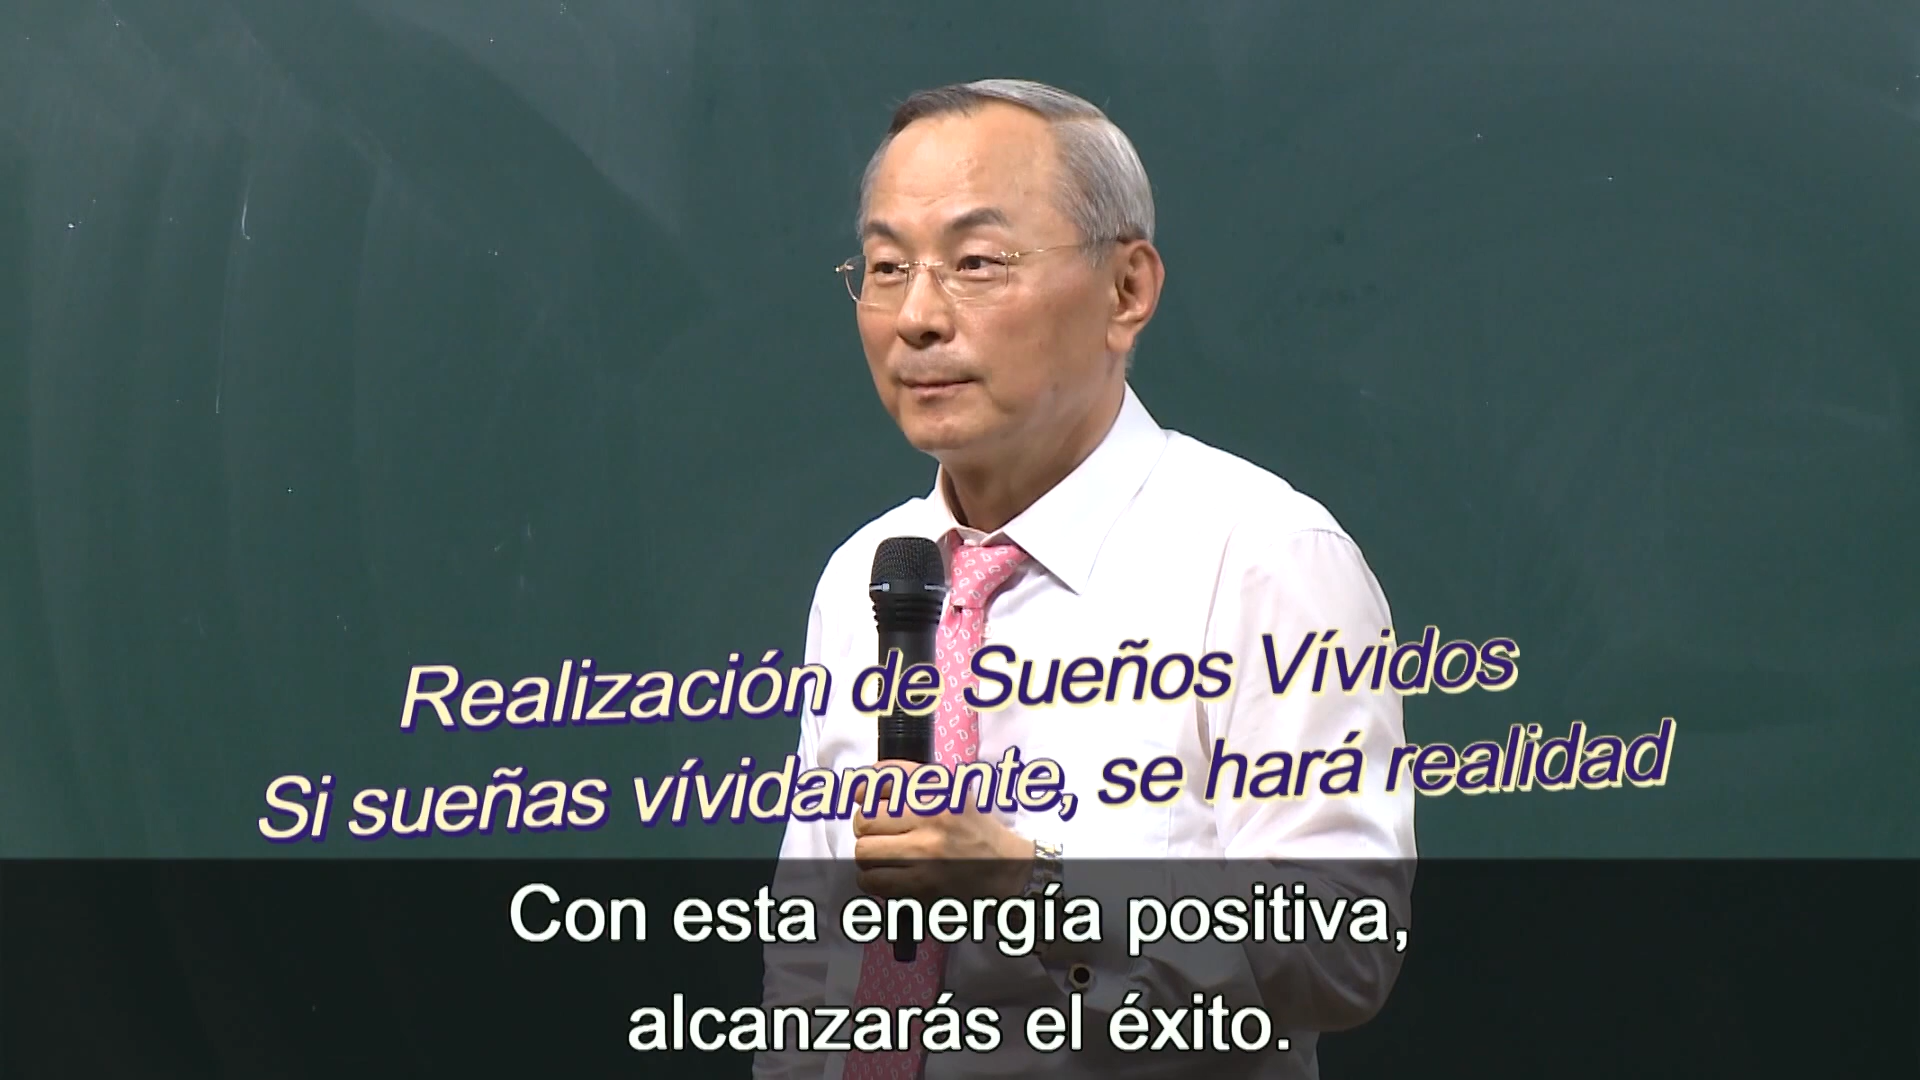 Realización de Sueños Vívidos
Si sueñas vívidamente, se hará realidad
Con esta energía positiva,
alcanzarás el éxito.